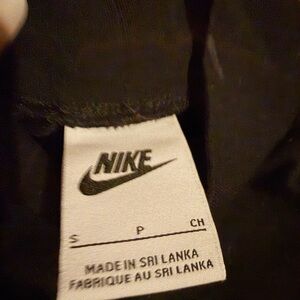 NIKE
S P CH
MADE IN SRI LANKA
FABRIQUE AU SRI LANKA